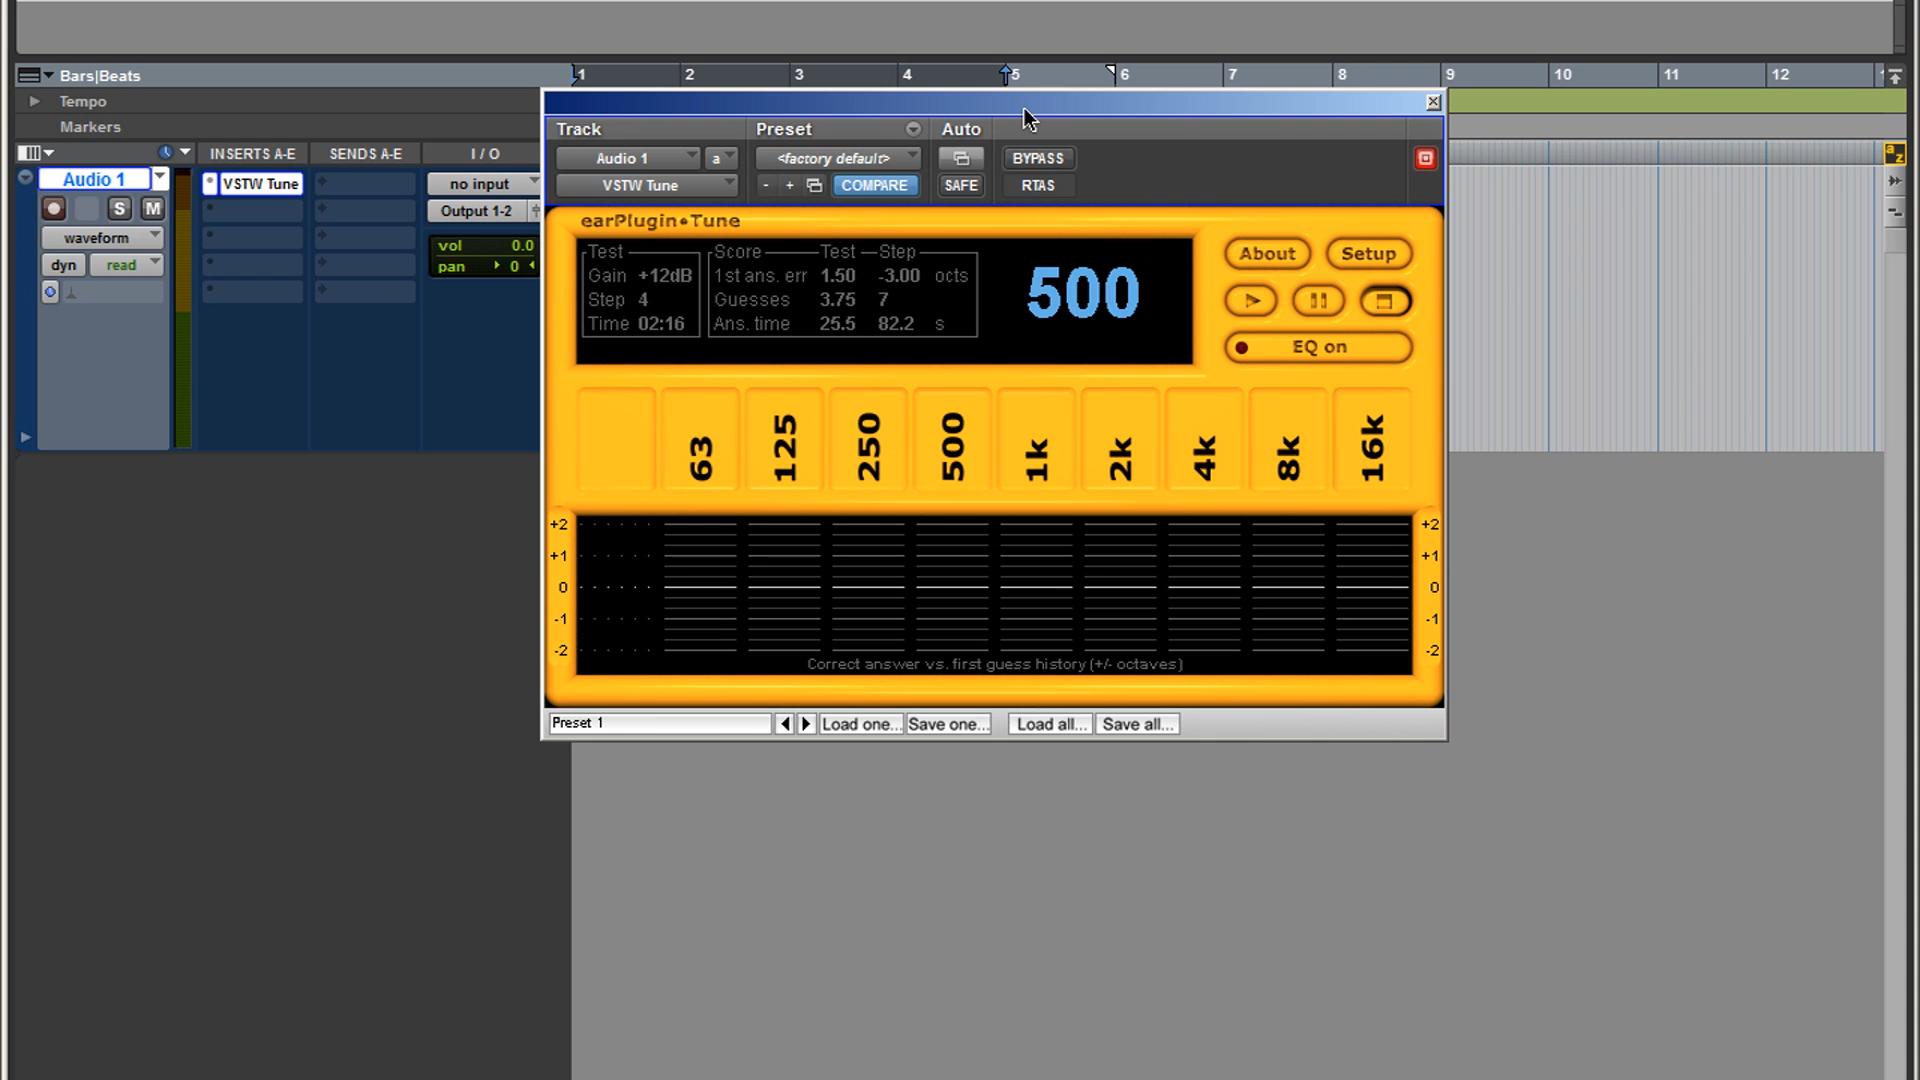 Bars|Beats
1 2 3 4 5 6 7 8 9 10 11 12
Tempo
Markers
INSERTS A-E SENDS A-E I / O
Audio 1
VSTW Tune
no input
S M
Output 1-2
waveform
vol 0.0
dyn read
pan 0
Track Preset Auto
Audio 1 a <factory default> BYPASS
VSTW Tune - + COMPARE SAFE RTAS
a z
earPlugin•Tune
Test Score Test Step
Gain +12dB 1st ans. err 1.50 -3.00 octs
Step 4 Guesses 3.75 7
Time 02:16 Ans. time 25.5 82.2 s
500
About Setup
EQ on
63 125 250 500 1k 2k 4k 8k 16k
+2 +2
+1 +1
0 0
-1 -1
-2 -2
Correct answer vs. first guess history (+/- octaves)
Preset 1 Load one... Save one... Load all... Save all...